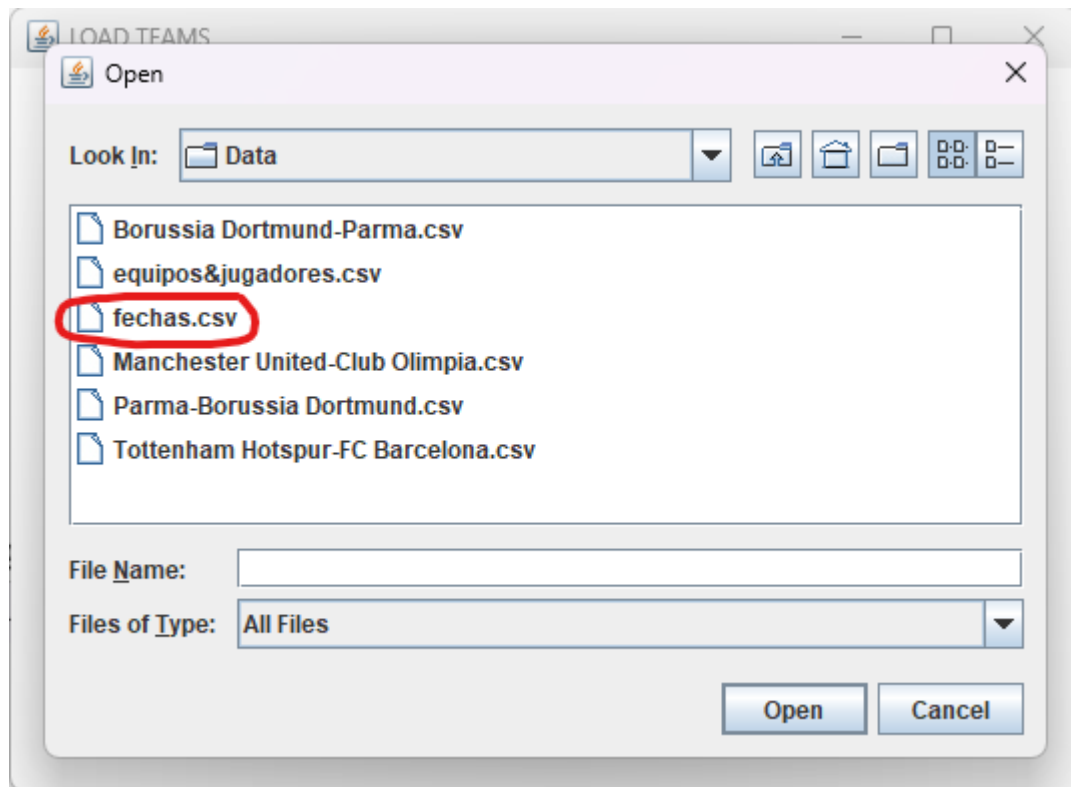 LOAD TEAMS
Open
Look In: Data
Borussia Dortmund-Parma.csv
equipos&jugadores.csv
fechas.csv
Manchester United-Club Olimpia.csv
Parma-Borussia Dortmund.csv
Tottenham Hotspur-FC Barcelona.csv
File Name:
Files of Type: All Files
Open Cancel